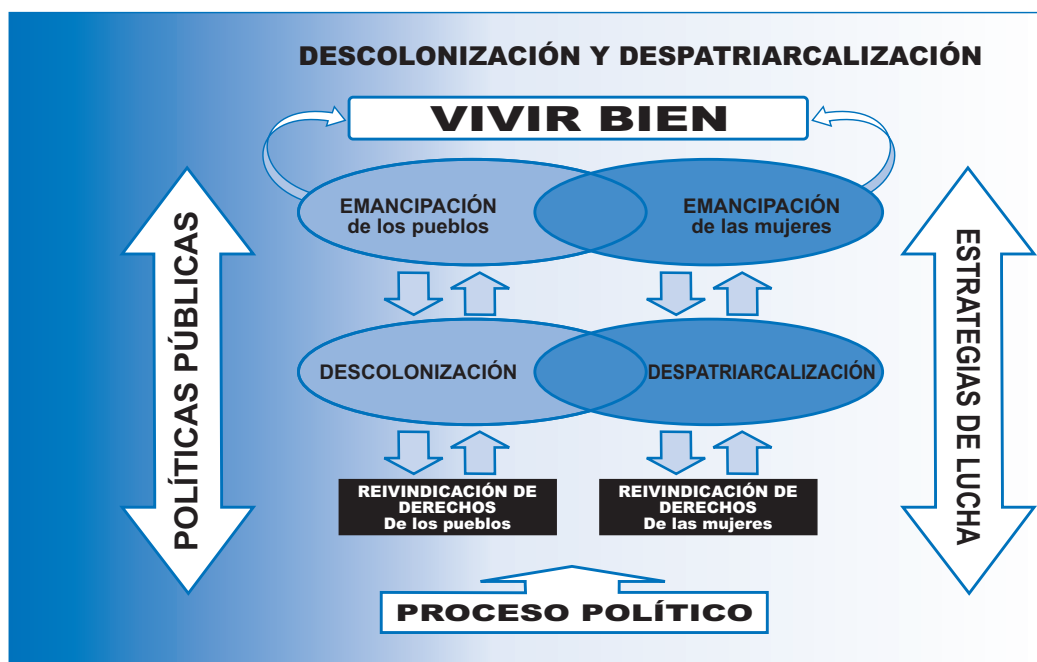 DESCOLONIZACIÓN Y DESPATRIARCALIZACIÓN
VIVIR BIEN
POLÍTICAS PÚBLICAS
EMANCIPACIÓN
de los pueblos
EMANCIPACIÓN
de las mujeres
DESCOLONIZACIÓN
DESPATRIARCALIZACIÓN
REIVINDICACIÓN DE
DERECHOS
De los pueblos
REIVINDICACIÓN DE
DERECHOS
De las mujeres
ESTRATEGIAS DE LUCHA
PROCESO POLÍTICO